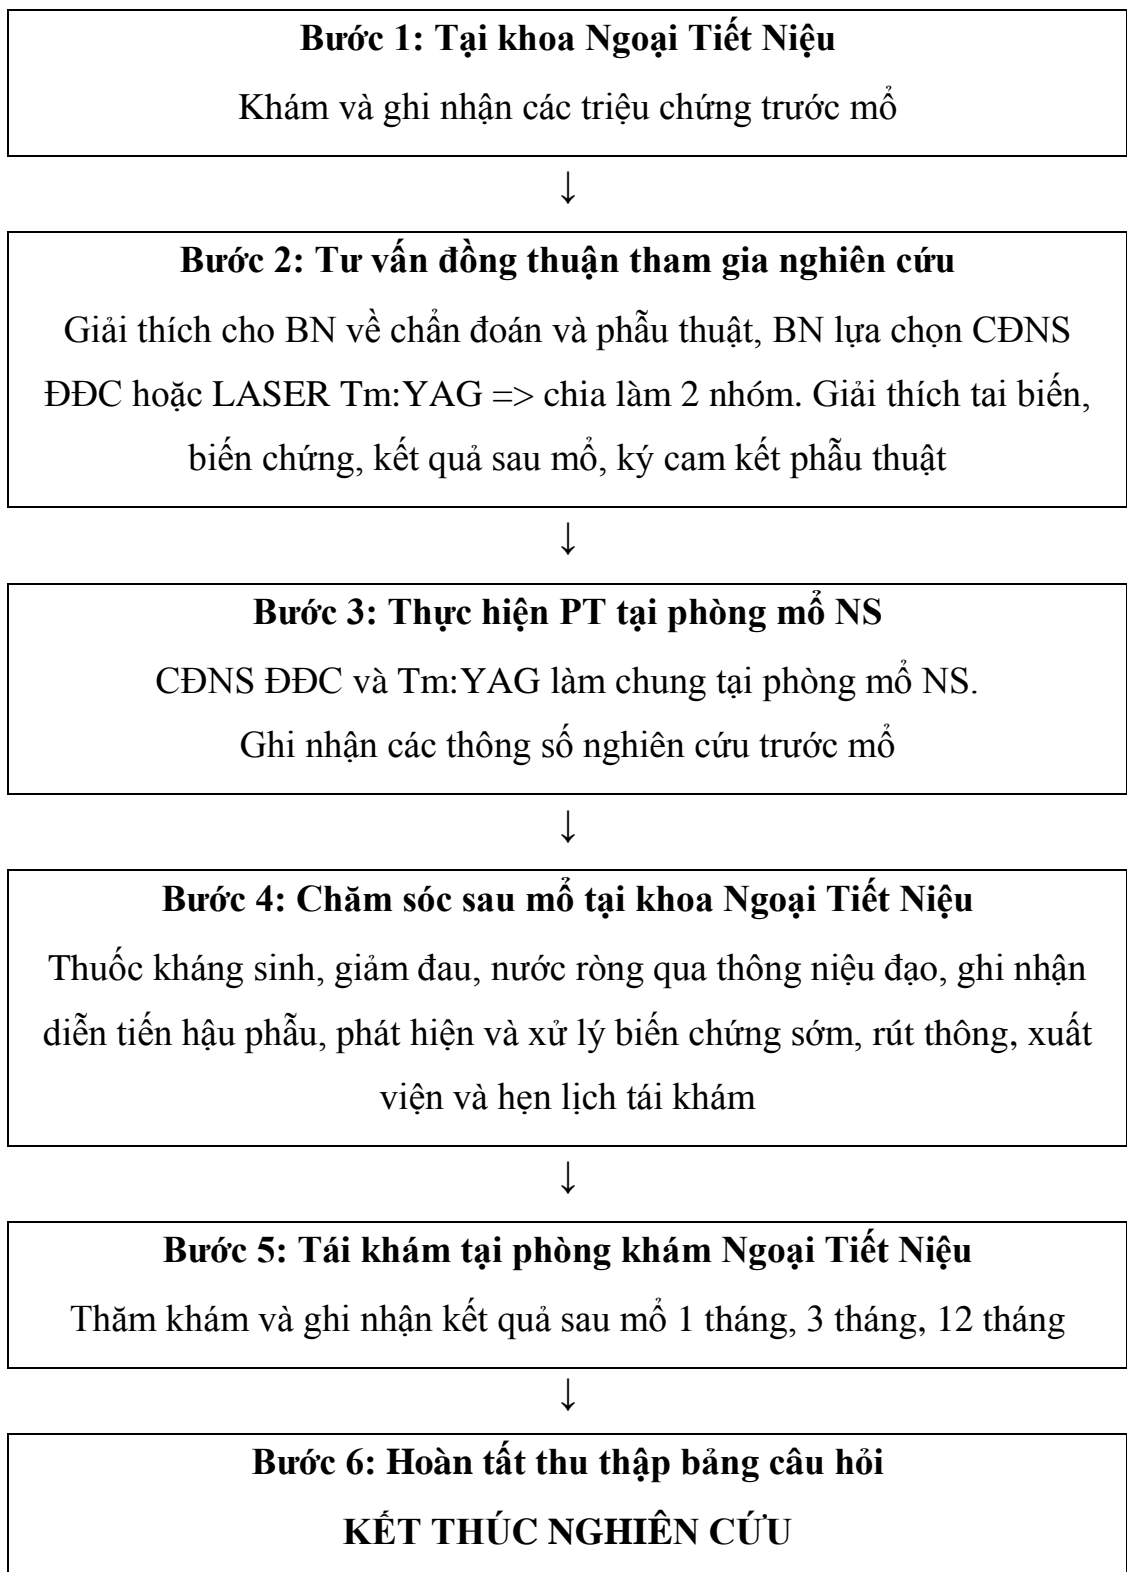 Bước 1: Tại khoa Ngoại Tiết Niệu
Khám và ghi nhận các triệu chứng trước mổ
↓
Bước 2: Tư vấn đồng thuận tham gia nghiên cứu
Giải thích cho BN về chẩn đoán và phẫu thuật, BN lựa chọn CĐNS
ĐĐC hoặc LASER Tm:YAG => chia làm 2 nhóm. Giải thích tai biến,
biến chứng, kết quả sau mổ, ký cam kết phẫu thuật
↓
Bước 3: Thực hiện PT tại phòng mổ NS
CĐNS ĐĐC và Tm:YAG làm chung tại phòng mổ NS.
Ghi nhận các thông số nghiên cứu trước mổ
↓
Bước 4: Chăm sóc sau mổ tại khoa Ngoại Tiết Niệu
Thuốc kháng sinh, giảm đau, nước ròng qua thông niệu đạo, ghi nhận
diễn tiến hậu phẫu, phát hiện và xử lý biến chứng sớm, rút thông, xuất
viện và hẹn lịch tái khám
↓
Bước 5: Tái khám tại phòng khám Ngoại Tiết Niệu
Thăm khám và ghi nhận kết quả sau mổ 1 tháng, 3 tháng, 12 tháng
↓
Bước 6: Hoàn tất thu thập bảng câu hỏi
KẾT THÚC NGHIÊN CỨU